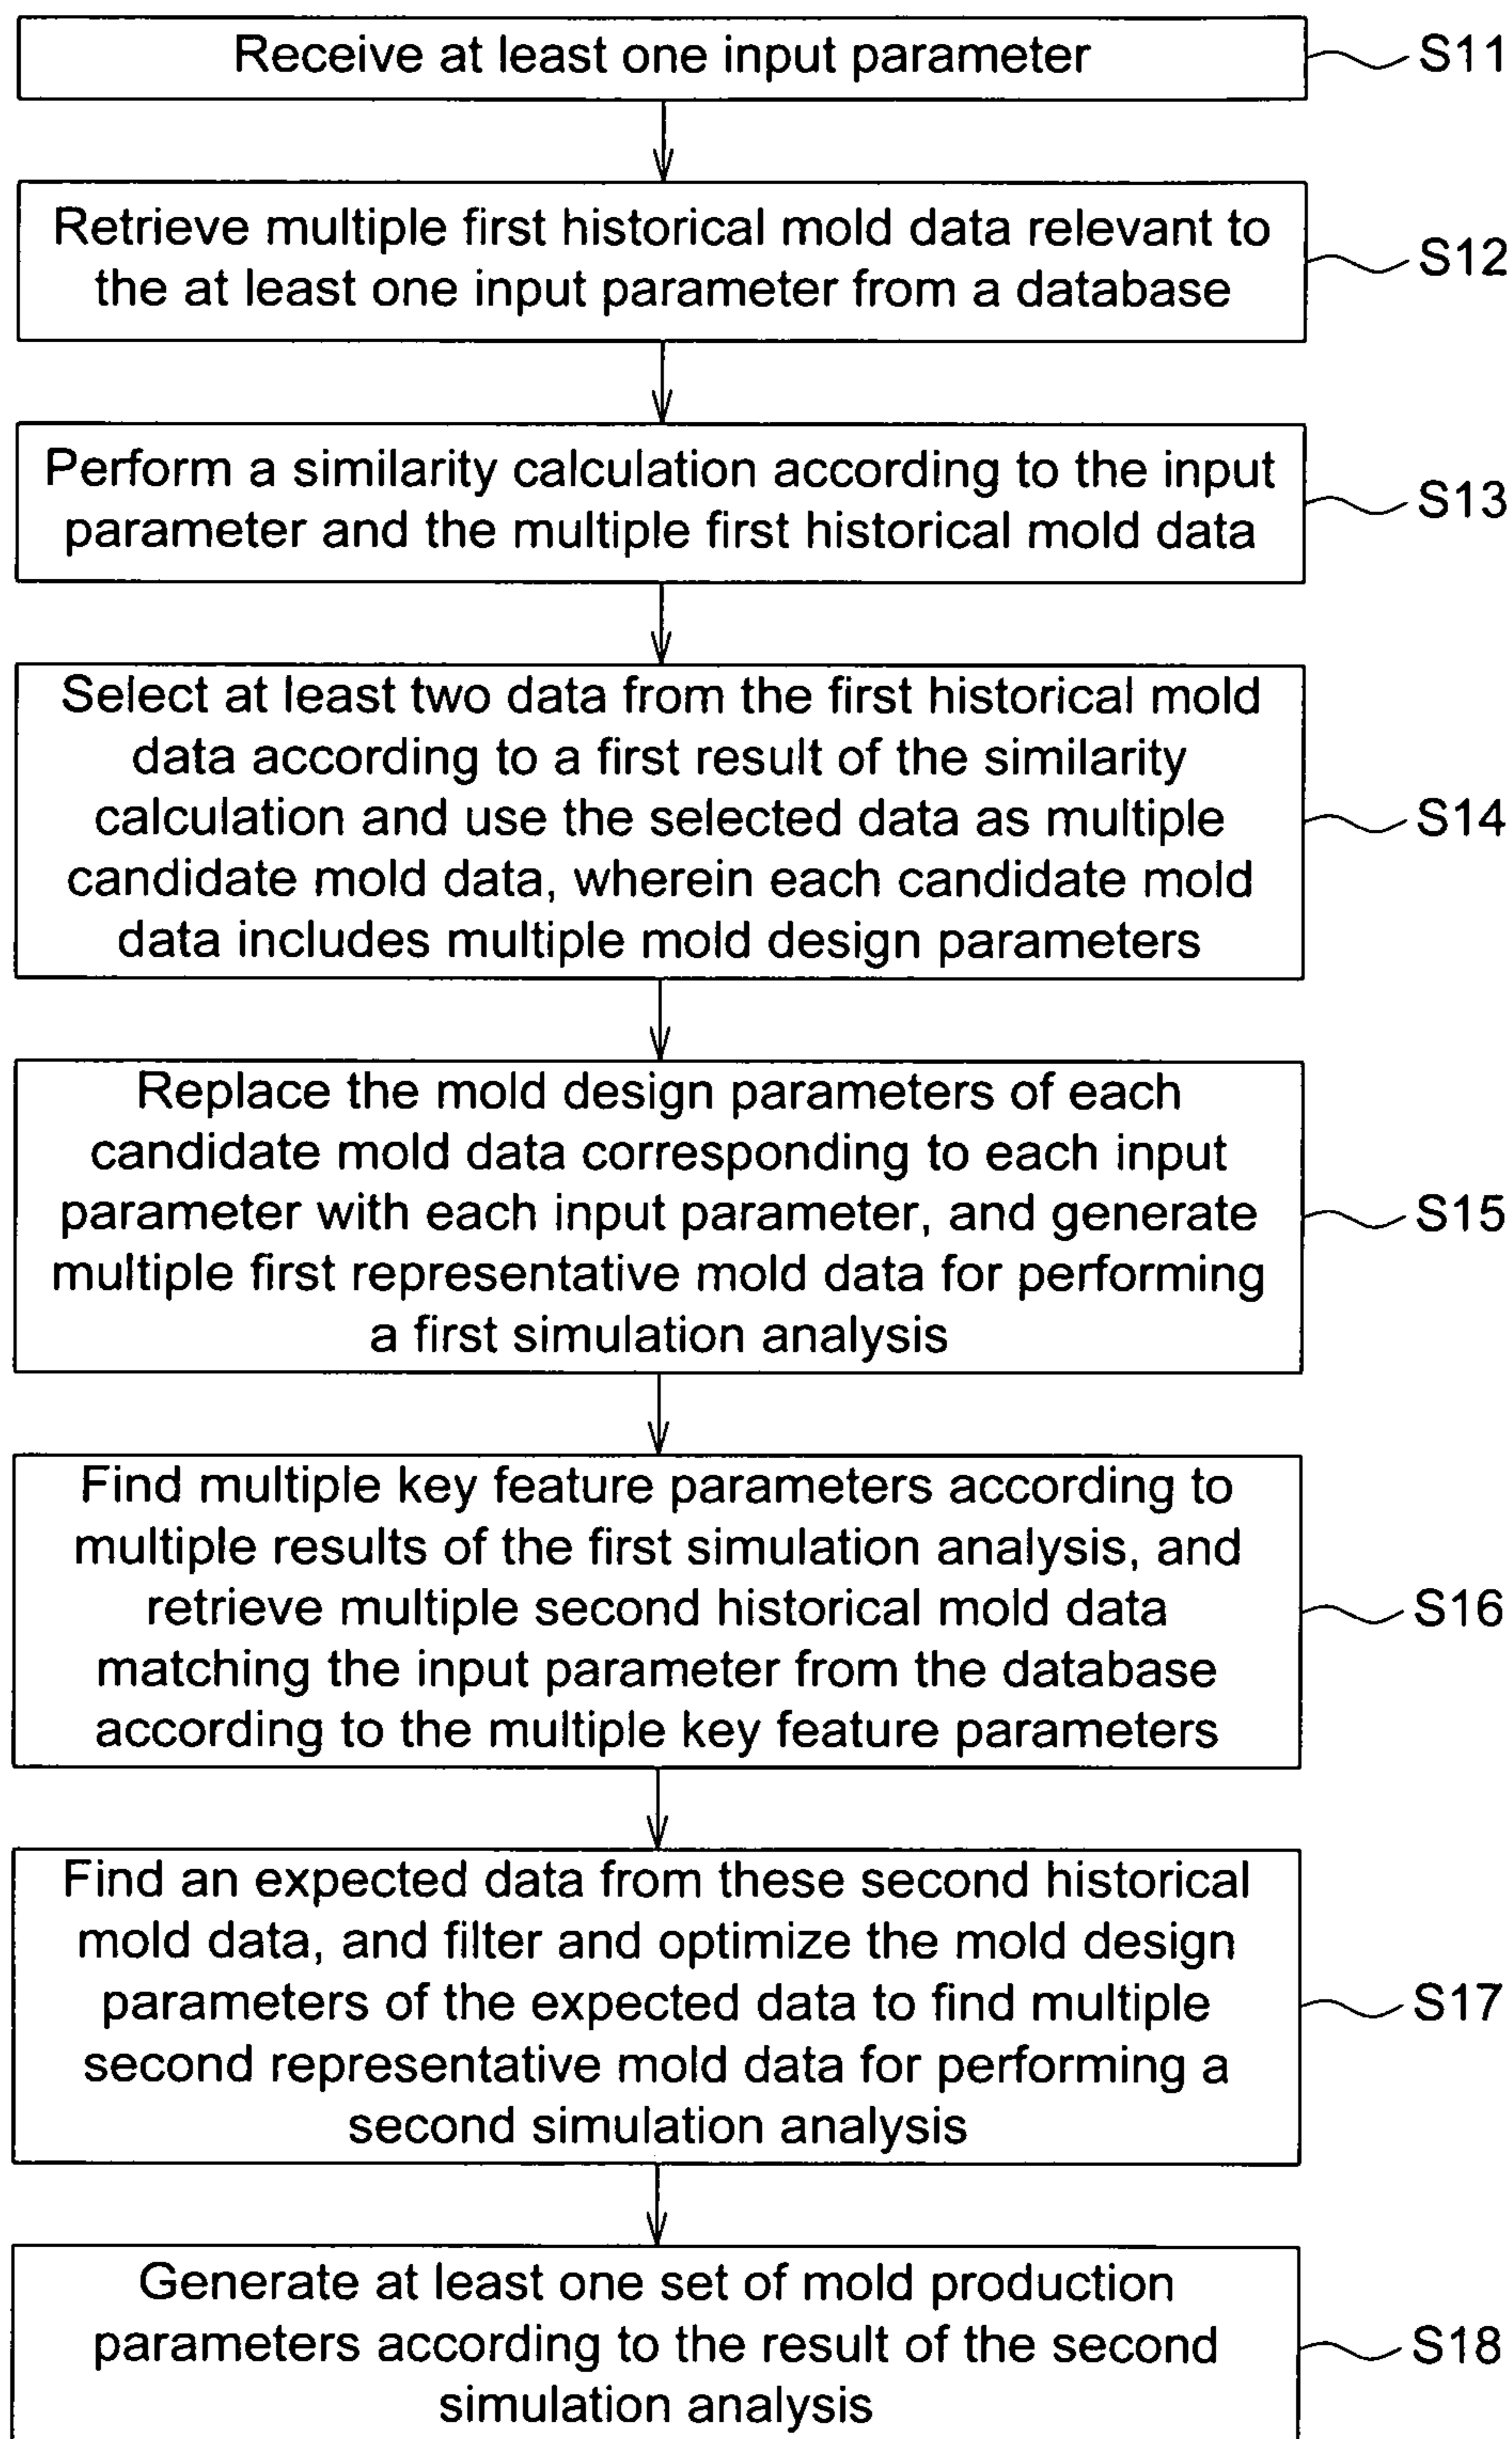 Receive at least one input parameter
S11
Retrieve multiple first historical mold data relevant to
the at least one input parameter from a database
S12
Perform a similarity calculation according to the input
parameter and the multiple first historical mold data
S13
Select at least two data from the first historical mold
data according to a first result of the similarity
calculation and use the selected data as multiple
candidate mold data, wherein each candidate mold
data includes multiple mold design parameters
S14
Replace the mold design parameters of each
candidate mold data corresponding to each input
parameter with each input parameter, and generate
multiple first representative mold data for performing
a first simulation analysis
S15
Find multiple key feature parameters according to
multiple results of the first simulation analysis, and
retrieve multiple second historical mold data
matching the input parameter from the database
according to the multiple key feature parameters
S16
Find an expected data from these second historical
mold data, and filter and optimize the mold design
parameters of the expected data to find multiple
second representative mold data for performing a
second simulation analysis
S17
Generate at least one set of mold production
parameters according to the result of the second
simulation analysis
S18